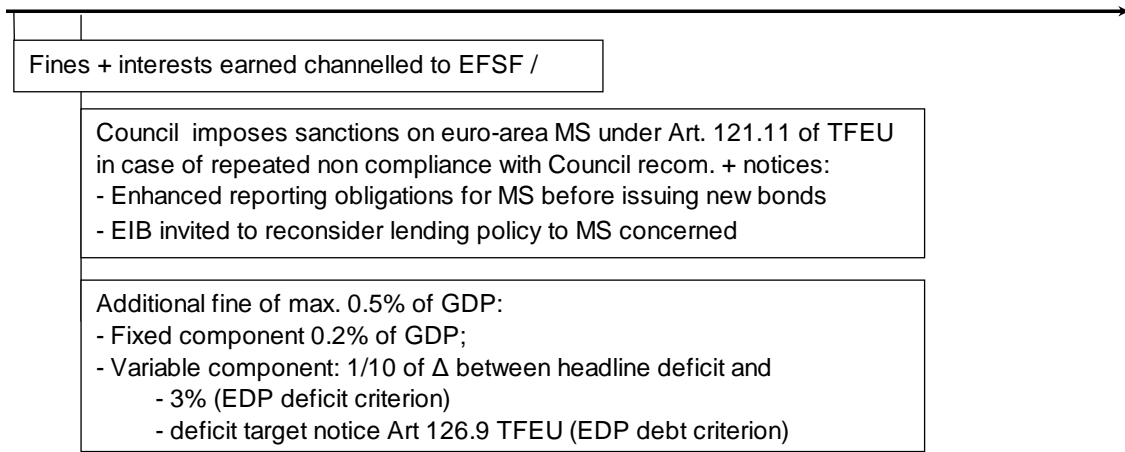 Fines + interests earned channelled to EFSF /
Council imposes sanctions on euro-area MS under Art. 121.11 of TFEU
in case of repeated non compliance with Council recom. + notices:
- Enhanced reporting obligations for MS before issuing new bonds
- EIB invited to reconsider lending policy to MS concerned
Additional fine of max. 0.5% of GDP:
- Fixed component 0.2% of GDP;
- Variable component: 1/10 of Δ between headline deficit and
- 3% (EDP deficit criterion)
- deficit target notice Art 126.9 TFEU (EDP debt criterion)